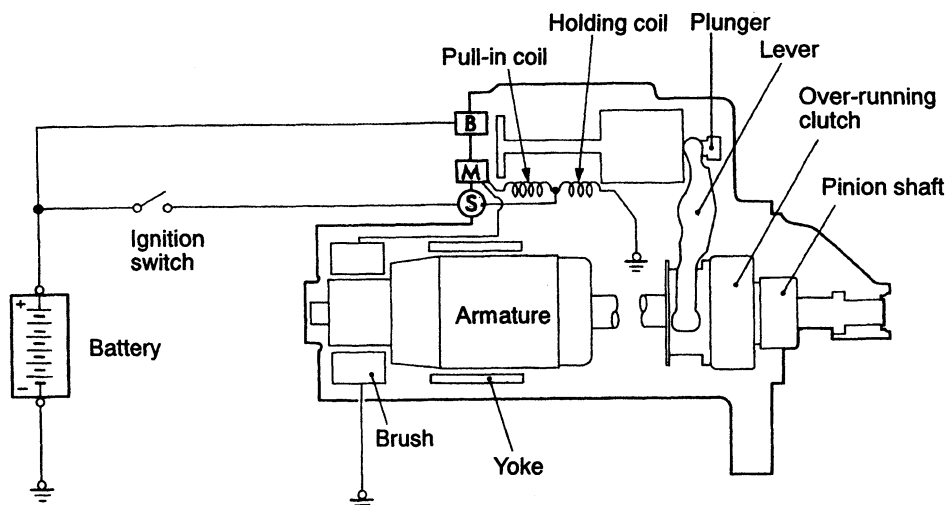 Holding coil
Plunger
Pull-in coil
Lever
Over-running
clutch
B
M
Pinion shaft
S
Ignition
switch
+
Armature
Battery
-
Brush
Yoke